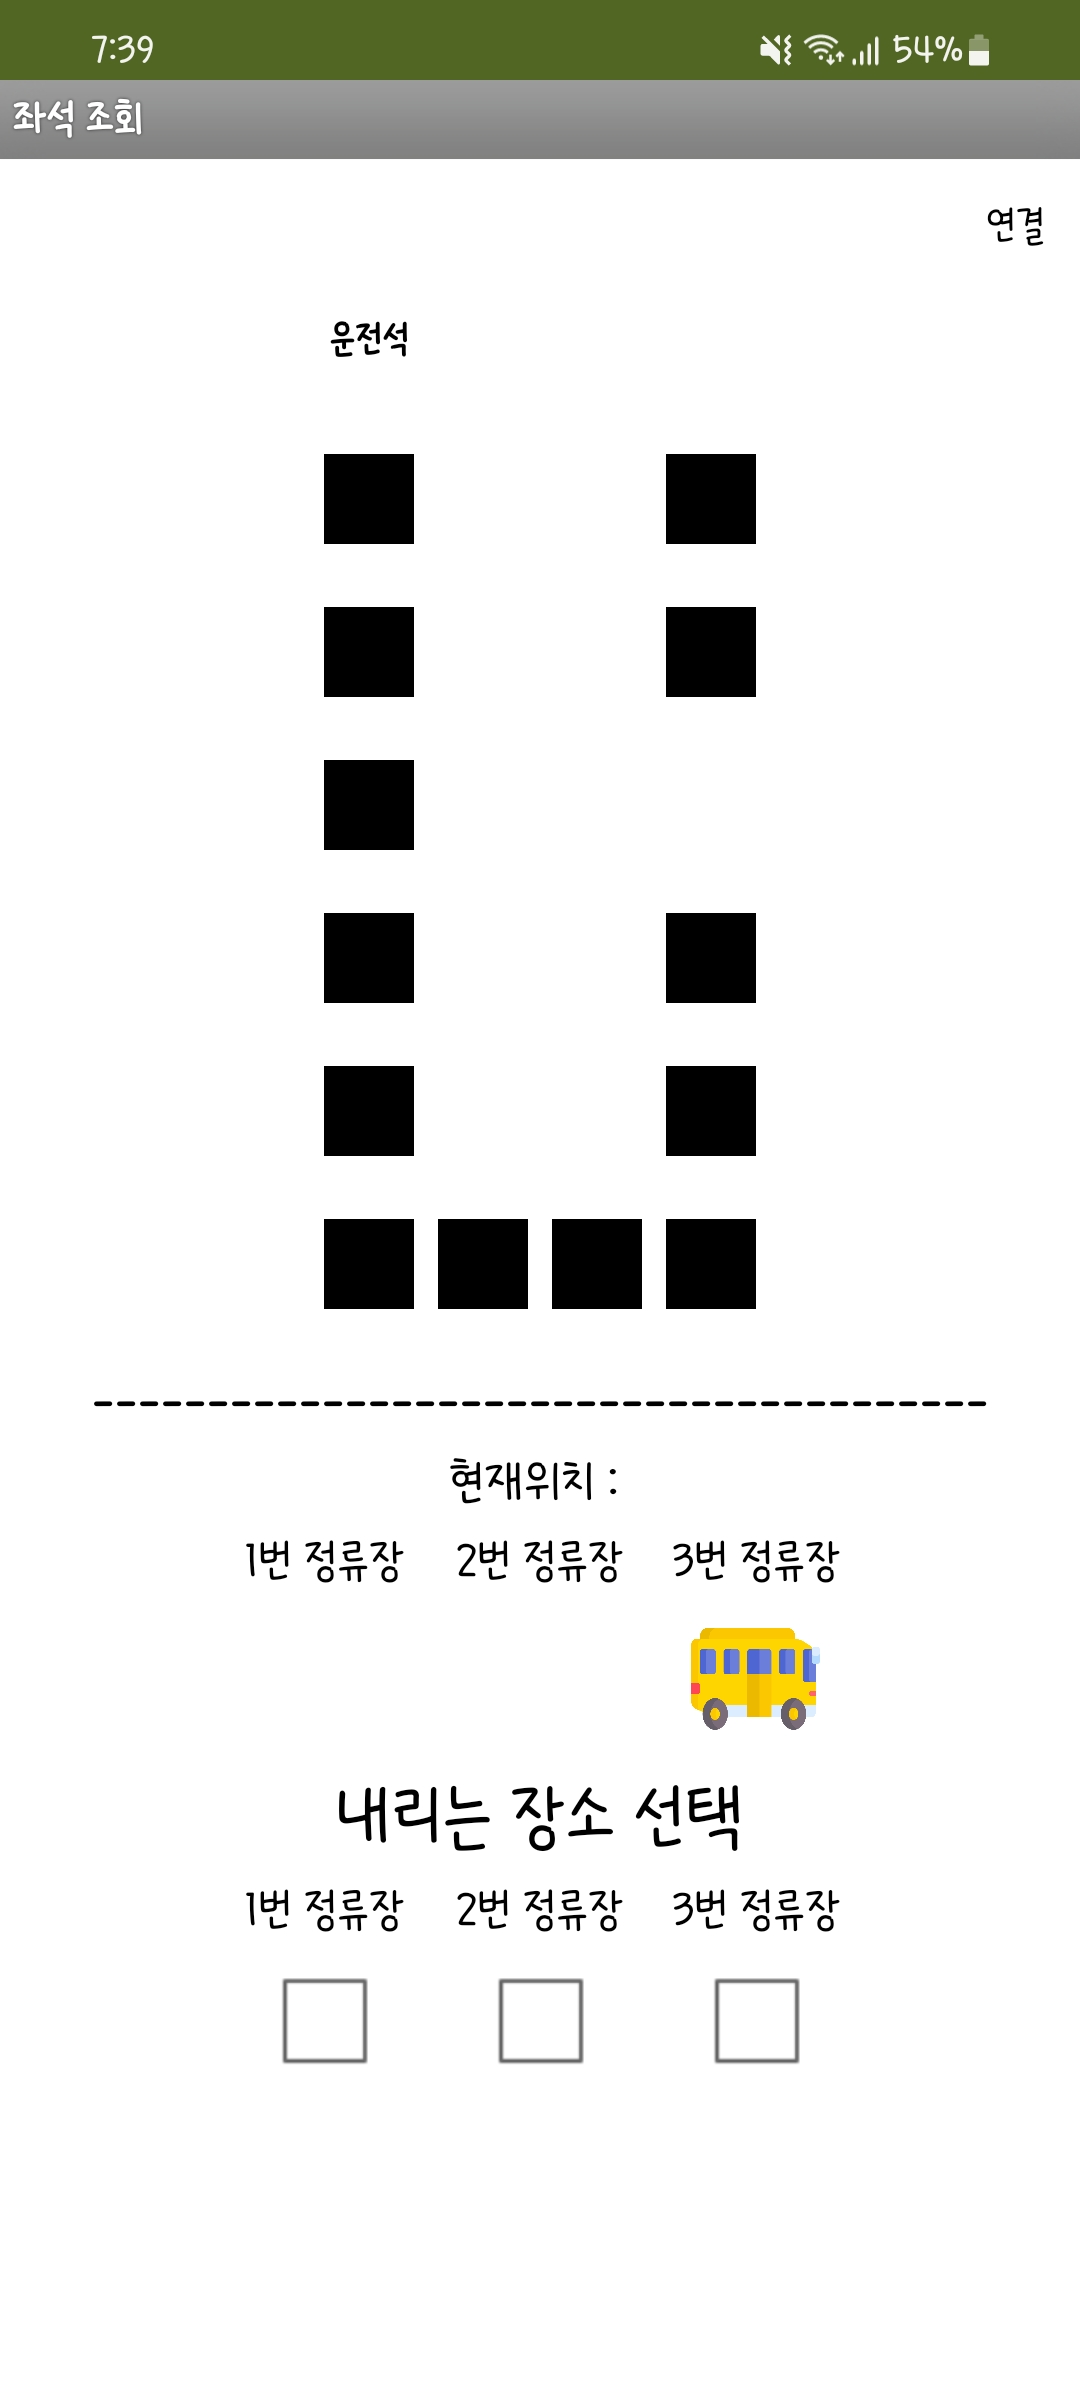 7:39 54%
좌석 조회
연결
운전석
---------------------------------------
현재위치 :
1번 정류장 2번 정류장 3번 정류장
내리는 장소 선택
1번 정류장 2번 정류장 3번 정류장